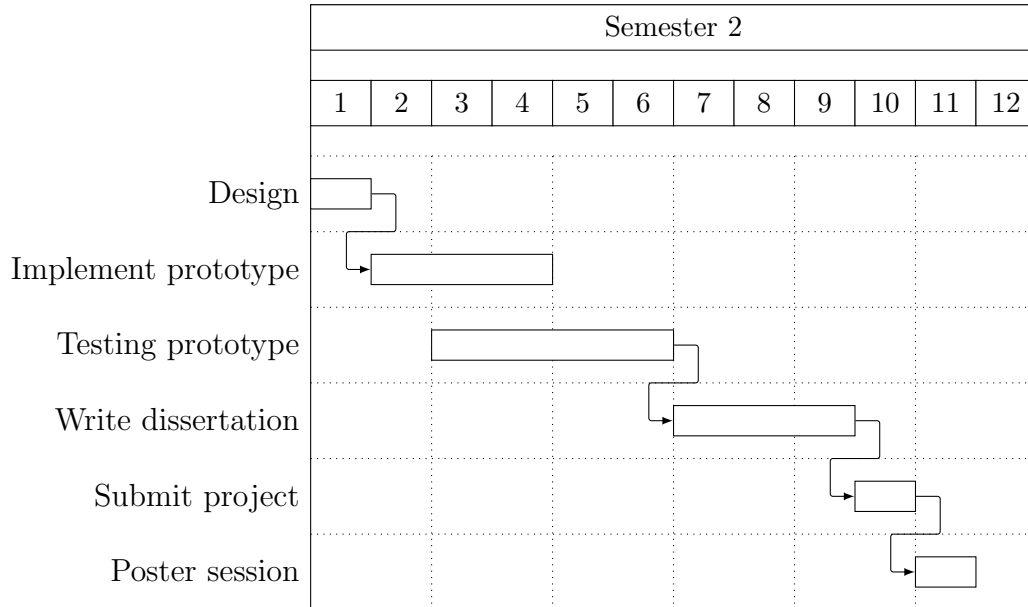 Semester 2
1 2 3 4 5 6 7 8 9 10 11 12
Design
Implement prototype
Testing prototype
Write dissertation
Submit project
Poster session